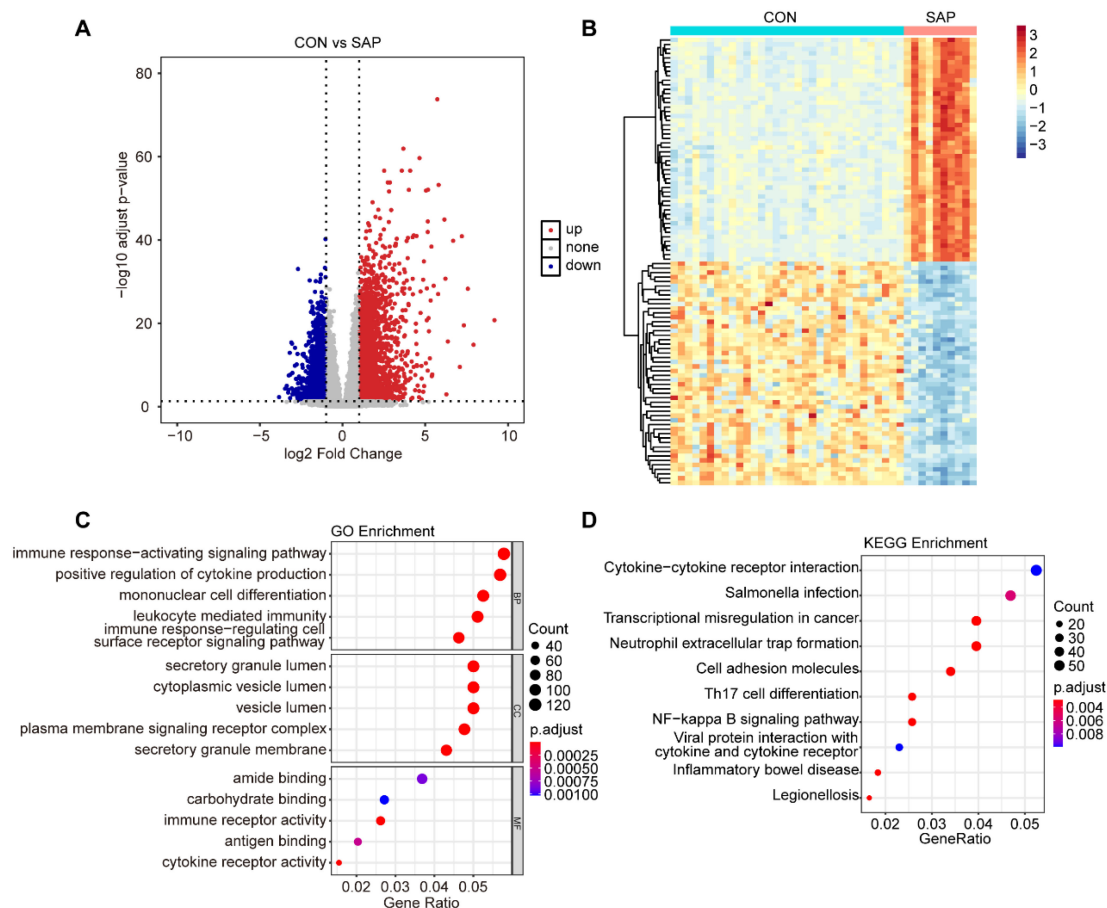 A
CON vs SAP
80
60
40
20
0
−log10 adjust p−value
−10
−5
0
5
10
log2 Fold Change
up
none
down
B
CON
SAP
3
2
1
0
−1
−2
−3
C
GO Enrichment
immune response−activating signaling pathway
positive regulation of cytokine production
mononuclear cell differentiation
leukocyte mediated immunity
immune response−regulating cell
surface receptor signaling pathway
BP
secretory granule lumen
cytoplasmic vesicle lumen
vesicle lumen
plasma membrane signaling receptor complex
secretory granule membrane
CC
amide binding
carbohydrate binding
immune receptor activity
antigen binding
cytokine receptor activity
MF
0.02
0.03
0.04
0.05
Gene Ratio
Count
40
60
80
100
120
p.adjust
0.00025
0.00050
0.00075
0.00100
D
KEGG Enrichment
Cytokine−cytokine receptor interaction
Salmonella infection
Transcriptional misregulation in cancer
Neutrophil extracellular trap formation
Cell adhesion molecules
Th17 cell differentiation
NF−kappa B signaling pathway
Viral protein interaction with
cytokine and cytokine receptor
Inflammatory bowel disease
Legionellosis
0.02
0.03
0.04
0.05
GeneRatio
Count
20
30
40
50
p.adjust
0.004
0.006
0.008